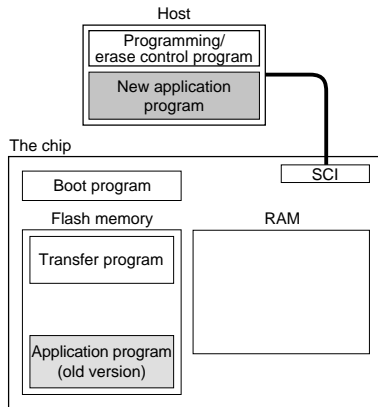 Host
Programming/
erase control program
New application
program
The chip
SCI
Boot program
Flash memory
RAM
Transfer program
Application program
(old version)